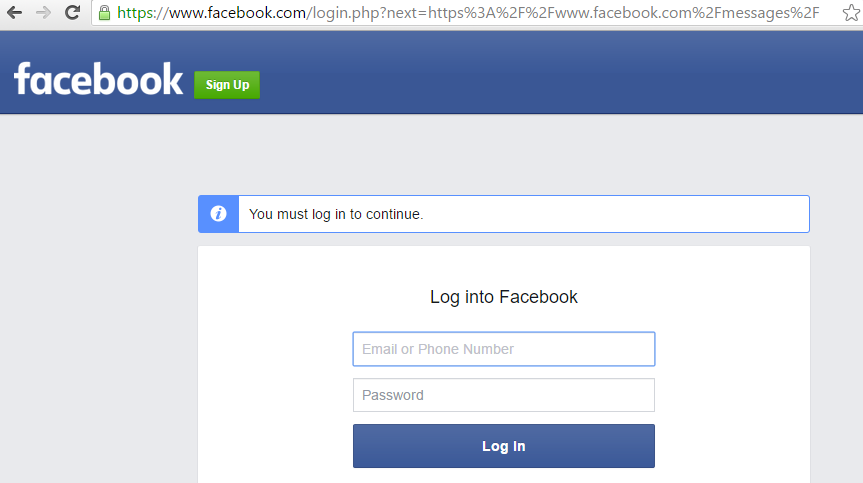 https://www.facebook.com/login.php?next=https%3A%2F%2Fwww.facebook.com%2Fmessages%2F
facebook
Sign Up
You must log in to continue.
Log into Facebook
Email or Phone Number
Password
Log In